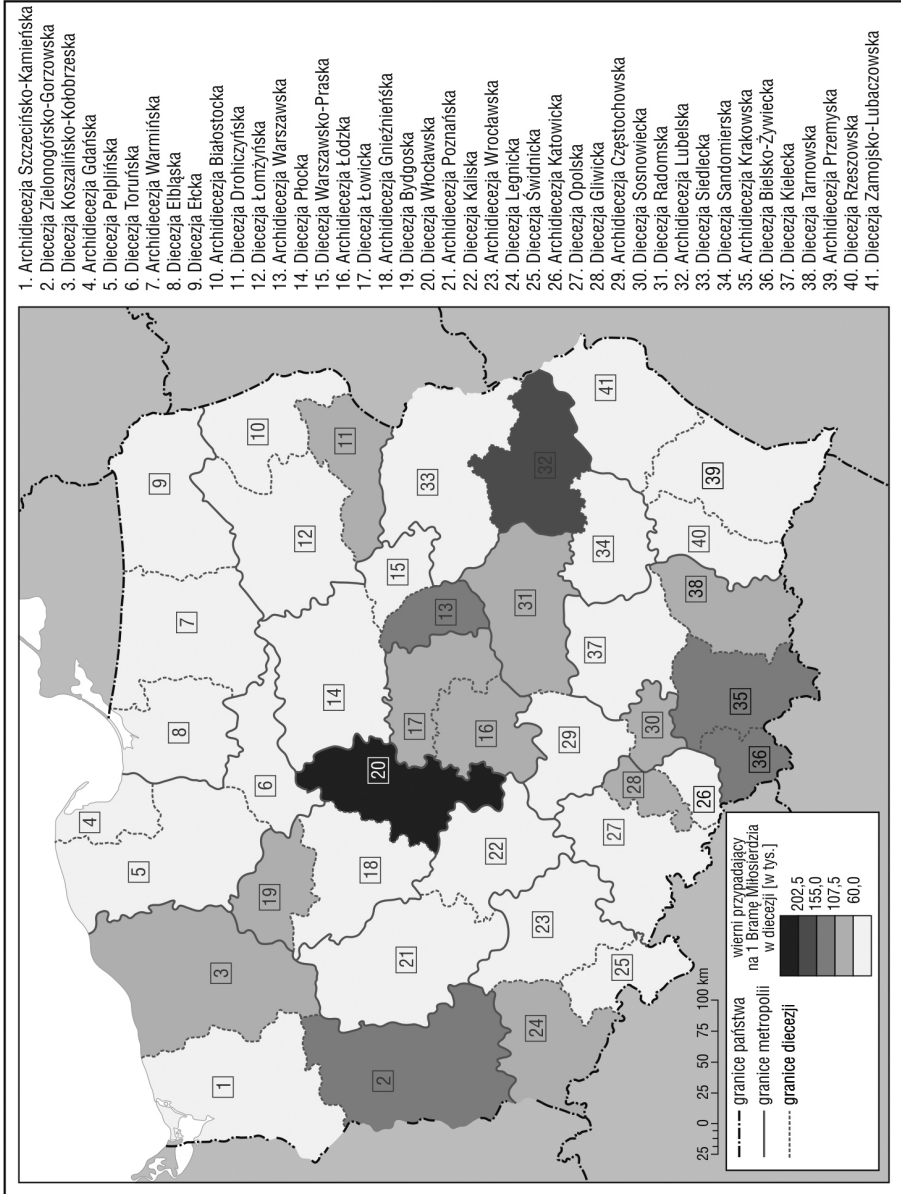 1. Archidiecezja Szczecińsko-Kamieńska
2. Diecezja Zielonogórsko-Gorzowska
3. Diecezja Koszalińsko-Kołobrzeska
4. Archidiecezja Gdańska
5. Diecezja Pelplińska
6. Diecezja Toruńska
7. Archidiecezja Warmińska
8. Diecezja Elbląska
9. Diecezja Ełcka
10. Archidiecezja Białostocka
11. Diecezja Drohiczyńska
12. Diecezja Łomżyńska
13. Archidiecezja Warszawska
14. Diecezja Płocka
15. Diecezja Warszawsko-Praska
16. Archidiecezja Łódzka
17. Diecezja Łowicka
18. Archidiecezja Gnieźnieńśka
19. Diecezja Bydgoska
20. Diecezja Włocławska
21. Archidiecezja Poznańska
22. Diecezja Kaliska
23. Archidiecezja Wrocławska
24. Diecezja Legnicka
25. Diecezja Świdnicka
26. Archidiecezja Katowicka
27. Diecezja Opolska
28. Diecezja Gliwicka
29. Archidiecezja Częstochowska
30. Diecezja Sosnowiecka
31. Diecezja Radomska
32. Archidiecezja Lubelska
33. Diecezja Siedlecka
34. Diecezja Sandomierska
35. Archidiecezja Krakowska
36. Diecezja Bielsko-Żywiecka
37. Diecezja Kielecka
38. Diecezja Tarnowska
39. Archidiecezja Przemyska
40. Diecezja Rzeszowska
41. Diecezja Zamojsko-Lubaczowska
1
2
3
4
5
6
7
8
9
10
11
12
13
14
15
16
17
18
19
20
21
22
23
24
25
26
27
28
29
30
31
32
33
34
35
36
37
38
39
40
41
25 0 25 50 75 100 km
granice państwa
granice metropolii
granice diecezji
wierni przypadający
na 1 Bramę Miłosierdzia
w diecezji [w tys.]
202,5
155,0
107,5
60,0